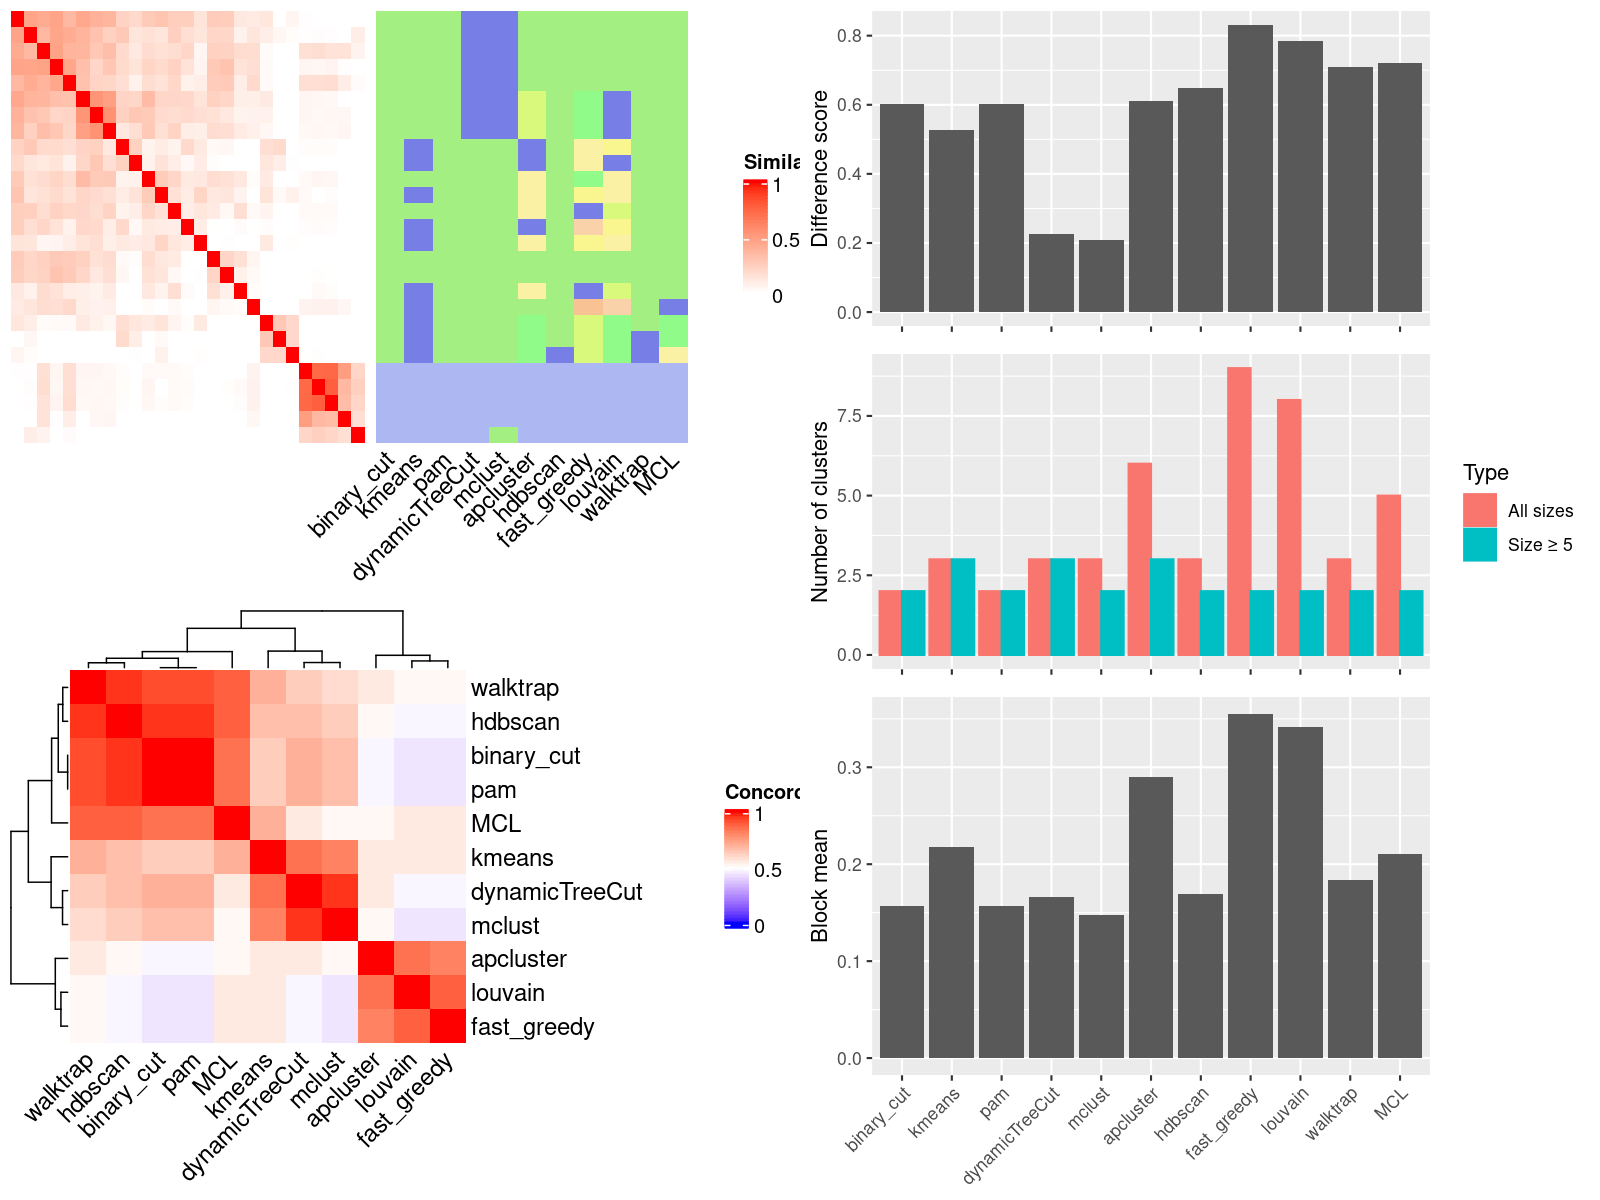 Simila
1
0.5
0
binary_cut
kmeans
pam
dynamicTreeCut
mclust
apcluster
hdbscan
fast_greedy
louvain
walktrap
MCL
walktrap
hdbscan
binary_cut
pam
MCL
kmeans
dynamicTreeCut
mclust
apcluster
louvain
fast_greedy
walktrap
hdbscan
binary_cut
pam
MCL
kmeans
dynamicTreeCut
mclust
apcluster
louvain
fast_greedy
Concord
1
0.5
0
Difference score
0.8
0.6
0.4
0.2
0.0
Number of clusters
7.5
5.0
2.5
0.0
Type
All sizes
Size ≥ 5
Block mean
0.3
0.2
0.1
0.0
binary_cut
kmeans
pam
dynamicTreeCut
mclust
apcluster
hdbscan
fast_greedy
louvain
walktrap
MCL